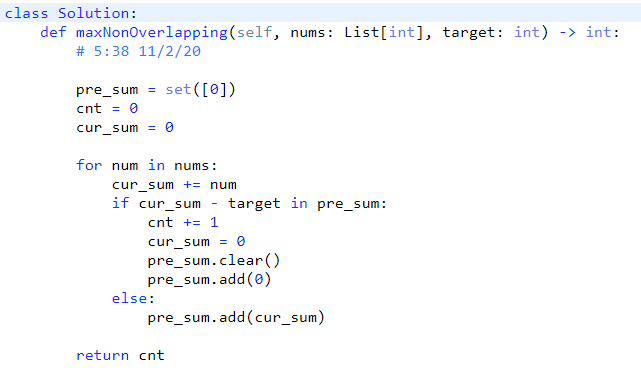 class Solution:
    def maxNonOverlapping(self, nums: List[int], target: int) -> int:
        # 5:38 11/2/20

        pre_sum = set([0])
        cnt = 0
        cur_sum = 0

        for num in nums:
            cur_sum += num
            if cur_sum - target in pre_sum:
                cnt += 1
                cur_sum = 0
                pre_sum.clear()
                pre_sum.add(0)
            else:
                pre_sum.add(cur_sum)

        return cnt